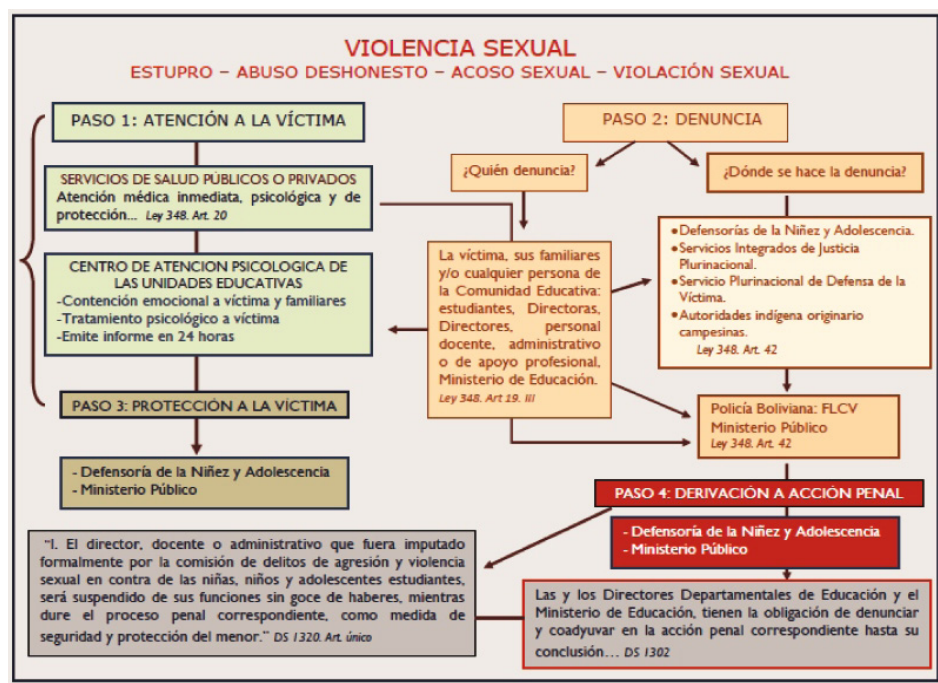 VIOLENCIA SEXUAL
ESTUPRO – ABUSO DESHONESTO – ACOSO SEXUAL – VIOLACIÓN SEXUAL
PASO 1: ATENCIÓN A LA VÍCTIMA
SERVICIOS DE SALUD PÚBLICOS O PRIVADOS
Atención médica inmediata, psicológica y de
protección... Ley 348. Art. 20
CENTRO DE ATENCION PSICOLOGICA DE
LAS UNIDADES EDUCATIVAS
-Contención emocional a víctima y familiares
-Tratamiento psicológico a víctima
-Emite informe en 24 horas
PASO 3: PROTECCIÓN A LA VÍCTIMA
- Defensoría de la Niñez y Adolescencia
- Ministerio Público
PASO 2: DENUNCIA
¿Quién denuncia?
La víctima, sus familiares
y/o cualquier persona de
la Comunidad Educativa:
estudiantes, Directoras,
Directores, personal
docente, administrativo
o de apoyo profesional,
Ministerio de Educación.
Ley 348. Art 19. III
¿Dónde se hace la denuncia?
•Defensorías de la Niñez y Adolescencia.
•Servicios Integrados de Justicia
Plurinacional.
•Servicio Plurinacional de Defensa de la
Víctima.
•Autoridades indígena originario
campesinas.
Ley 348. Art. 42
Policía Boliviana: FLCV
Ministerio Público
Ley 348. Art. 42
PASO 4: DERIVACIÓN A ACCIÓN PENAL
- Defensoría de la Niñez y Adolescencia
- Ministerio Público
"I. El director, docente o administrativo que fuera imputado
formalmente por la comisión de delitos de agresión y violencia
sexual en contra de las niñas, niños y adolescentes estudiantes,
será suspendido de sus funciones sin goce de haberes, mientras
dure el proceso penal correspondiente, como medida de
seguridad y protección del menor." DS 1320. Art. único
Las y los Directores Departamentales de Educación y el
Ministerio de Educación, tienen la obligación de denunciar
y coadyuvar en la acción penal correspondiente hasta su
conclusión… DS 1302